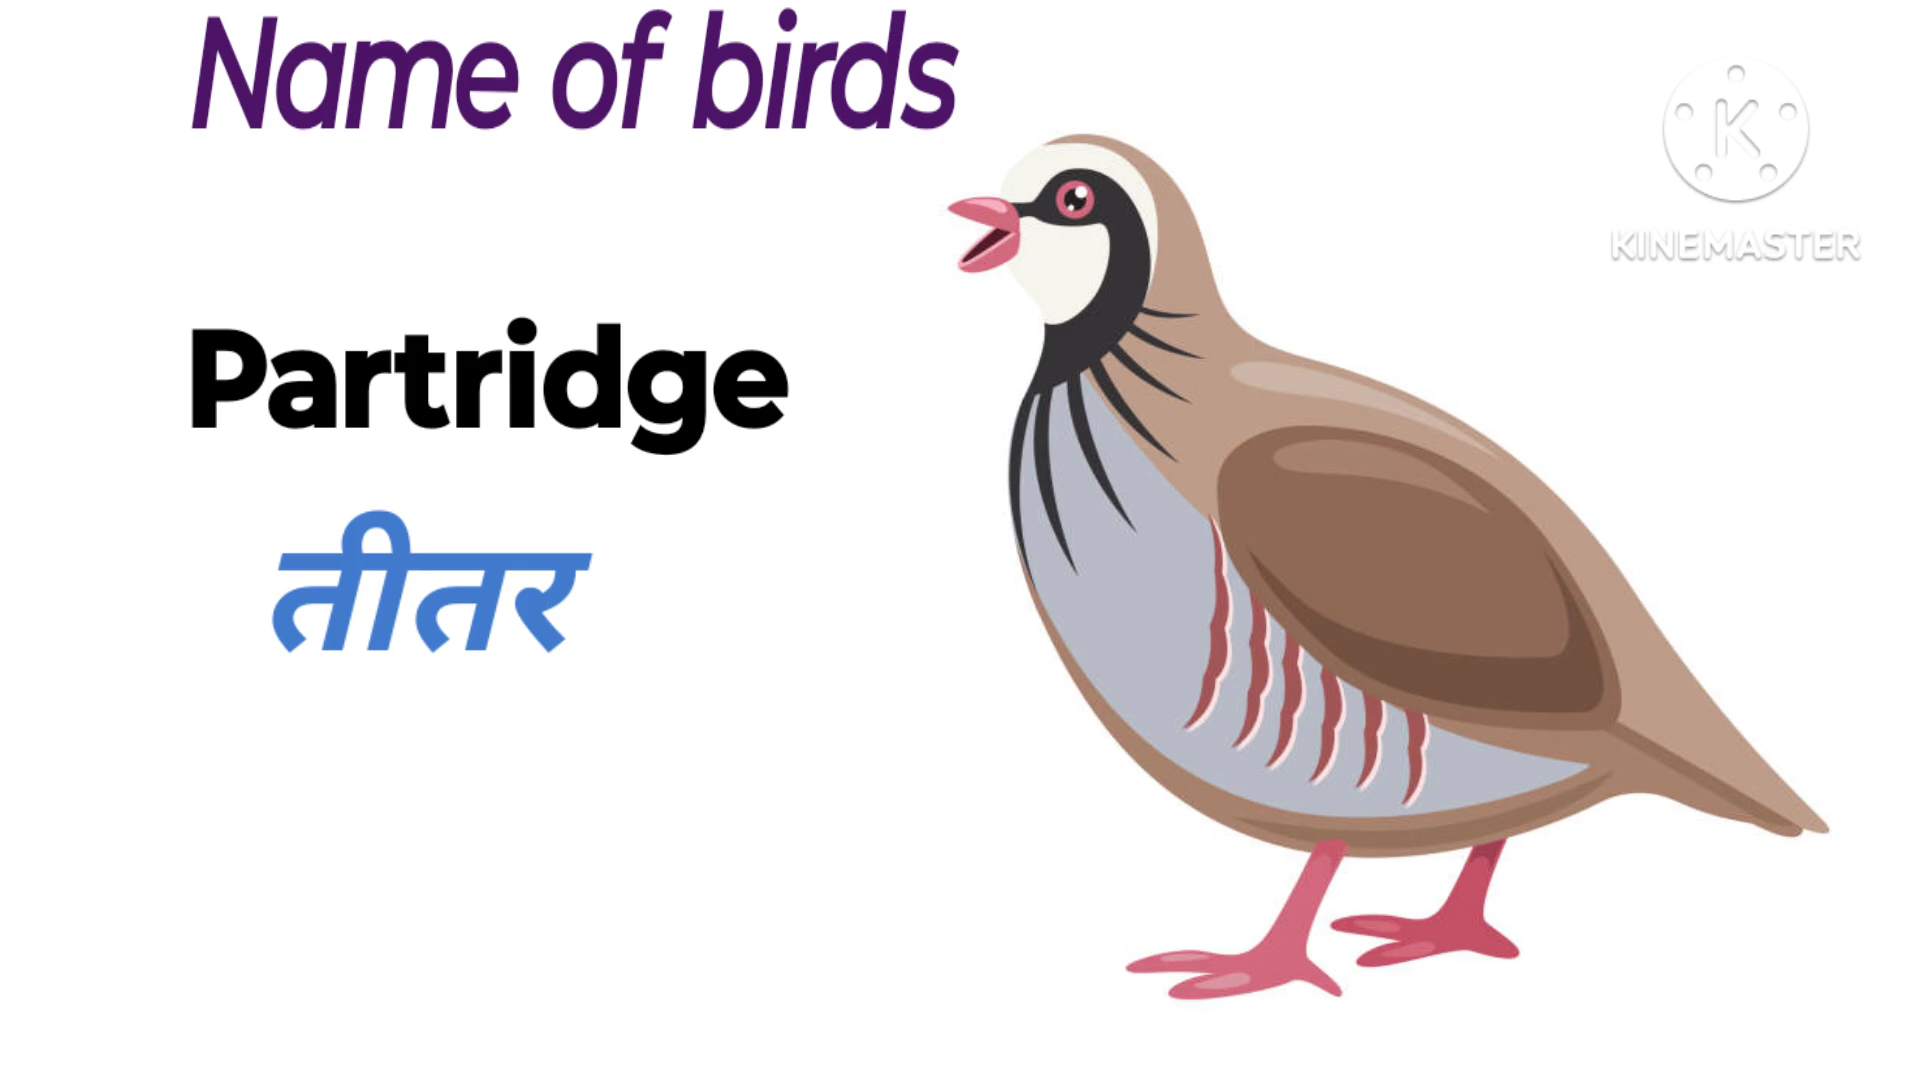 Name of birds
K
KINEMASTER
Partridge
तीतर